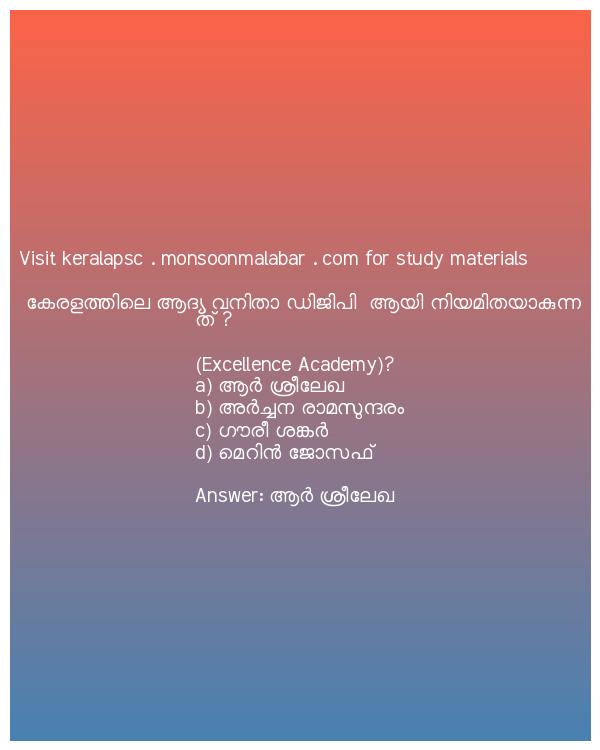 Visit keralapsc . monsoonmalabar . com for study materials
കേരളത്തിലെ ആദ്യ വനിതാ ഡിജിപി  ആയി നിയമിതയാകുന്ന
ത് ?
(Excellence Academy)?
a) ആർ ശ്രീലേഖ
b) അർച്ചന രാമസുന്ദരം
c) ഗൗരീ ശങ്കർ
d) മെറിൻ ജോസഫ്
Answer: ആർ ശ്രീലേഖ